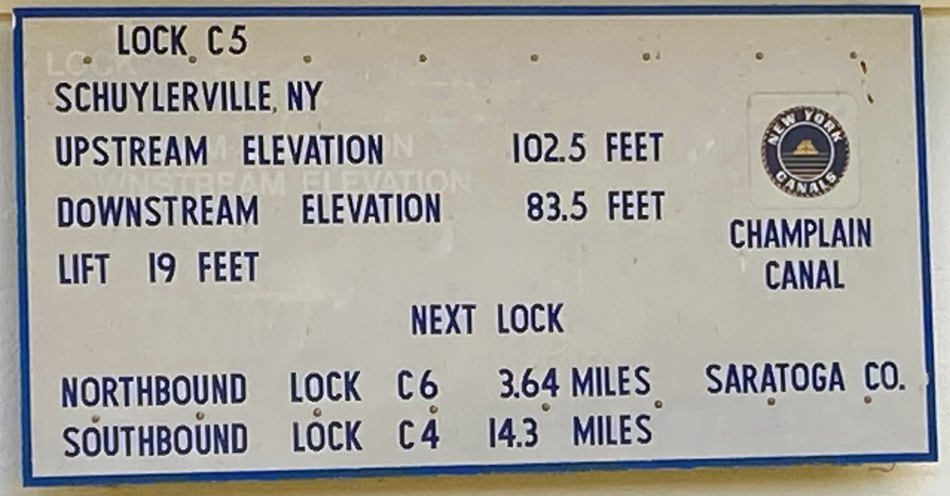 LOCK C5
SCHUYLERVILLE, NY
UPSTREAM ELEVATION 102.5 FEET
DOWNSTREAM ELEVATION 83.5 FEET
LIFT 19 FEET
NEW YORK
CANALS
CHAMPLAIN
CANAL
NEXT LOCK
NORTHBOUND LOCK C6 3.64 MILES SARATOGA CO.
SOUTHBOUND LOCK C4 14.3 MILES